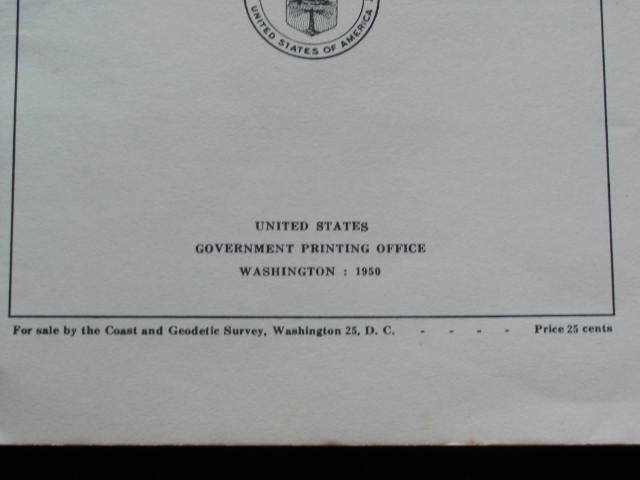 UNITED STATES OF AMERICA
UNITED STATES
GOVERNMENT PRINTING OFFICE
WASHINGTON : 1950
For sale by the Coast and Geodetic Survey, Washington 25, D. C. - - - - Price 25 cents